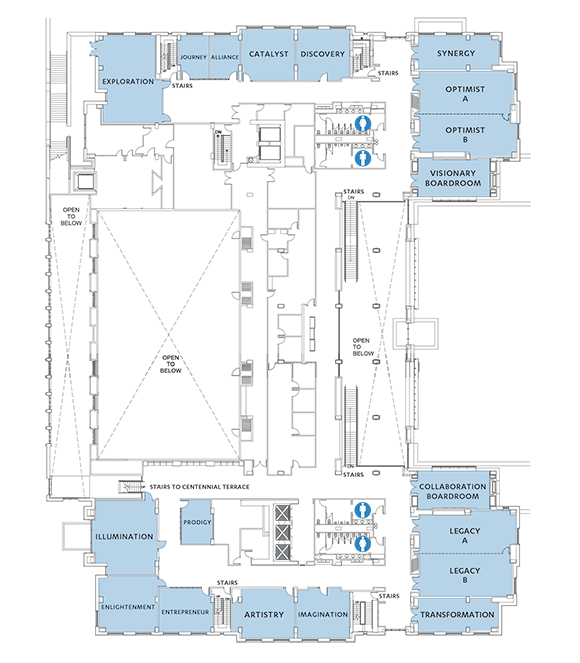 SYNERGY
CATALYST
DISCOVERY
JOURNEY
ALLIANCE
EXPLORATION
STAIRS
STAIRS
OPTIMIST
A
OPTIMIST
B
DN
VISIONARY
BOARDROOM
STAIRS
DN
OPEN
TO
BELOW
OPEN
TO
BELOW
OPEN
TO
BELOW
DN
STAIRS
STAIRS TO CENTENNIAL TERRACE
COLLABORATION
BOARDROOM
PRODIGY
ILLUMINATION
LEGACY
A
LEGACY
B
STAIRS
STAIRS
ENLIGHTENMENT
ENTREPRENEUR
ARTISTRY
IMAGINATION
TRANSFORMATION